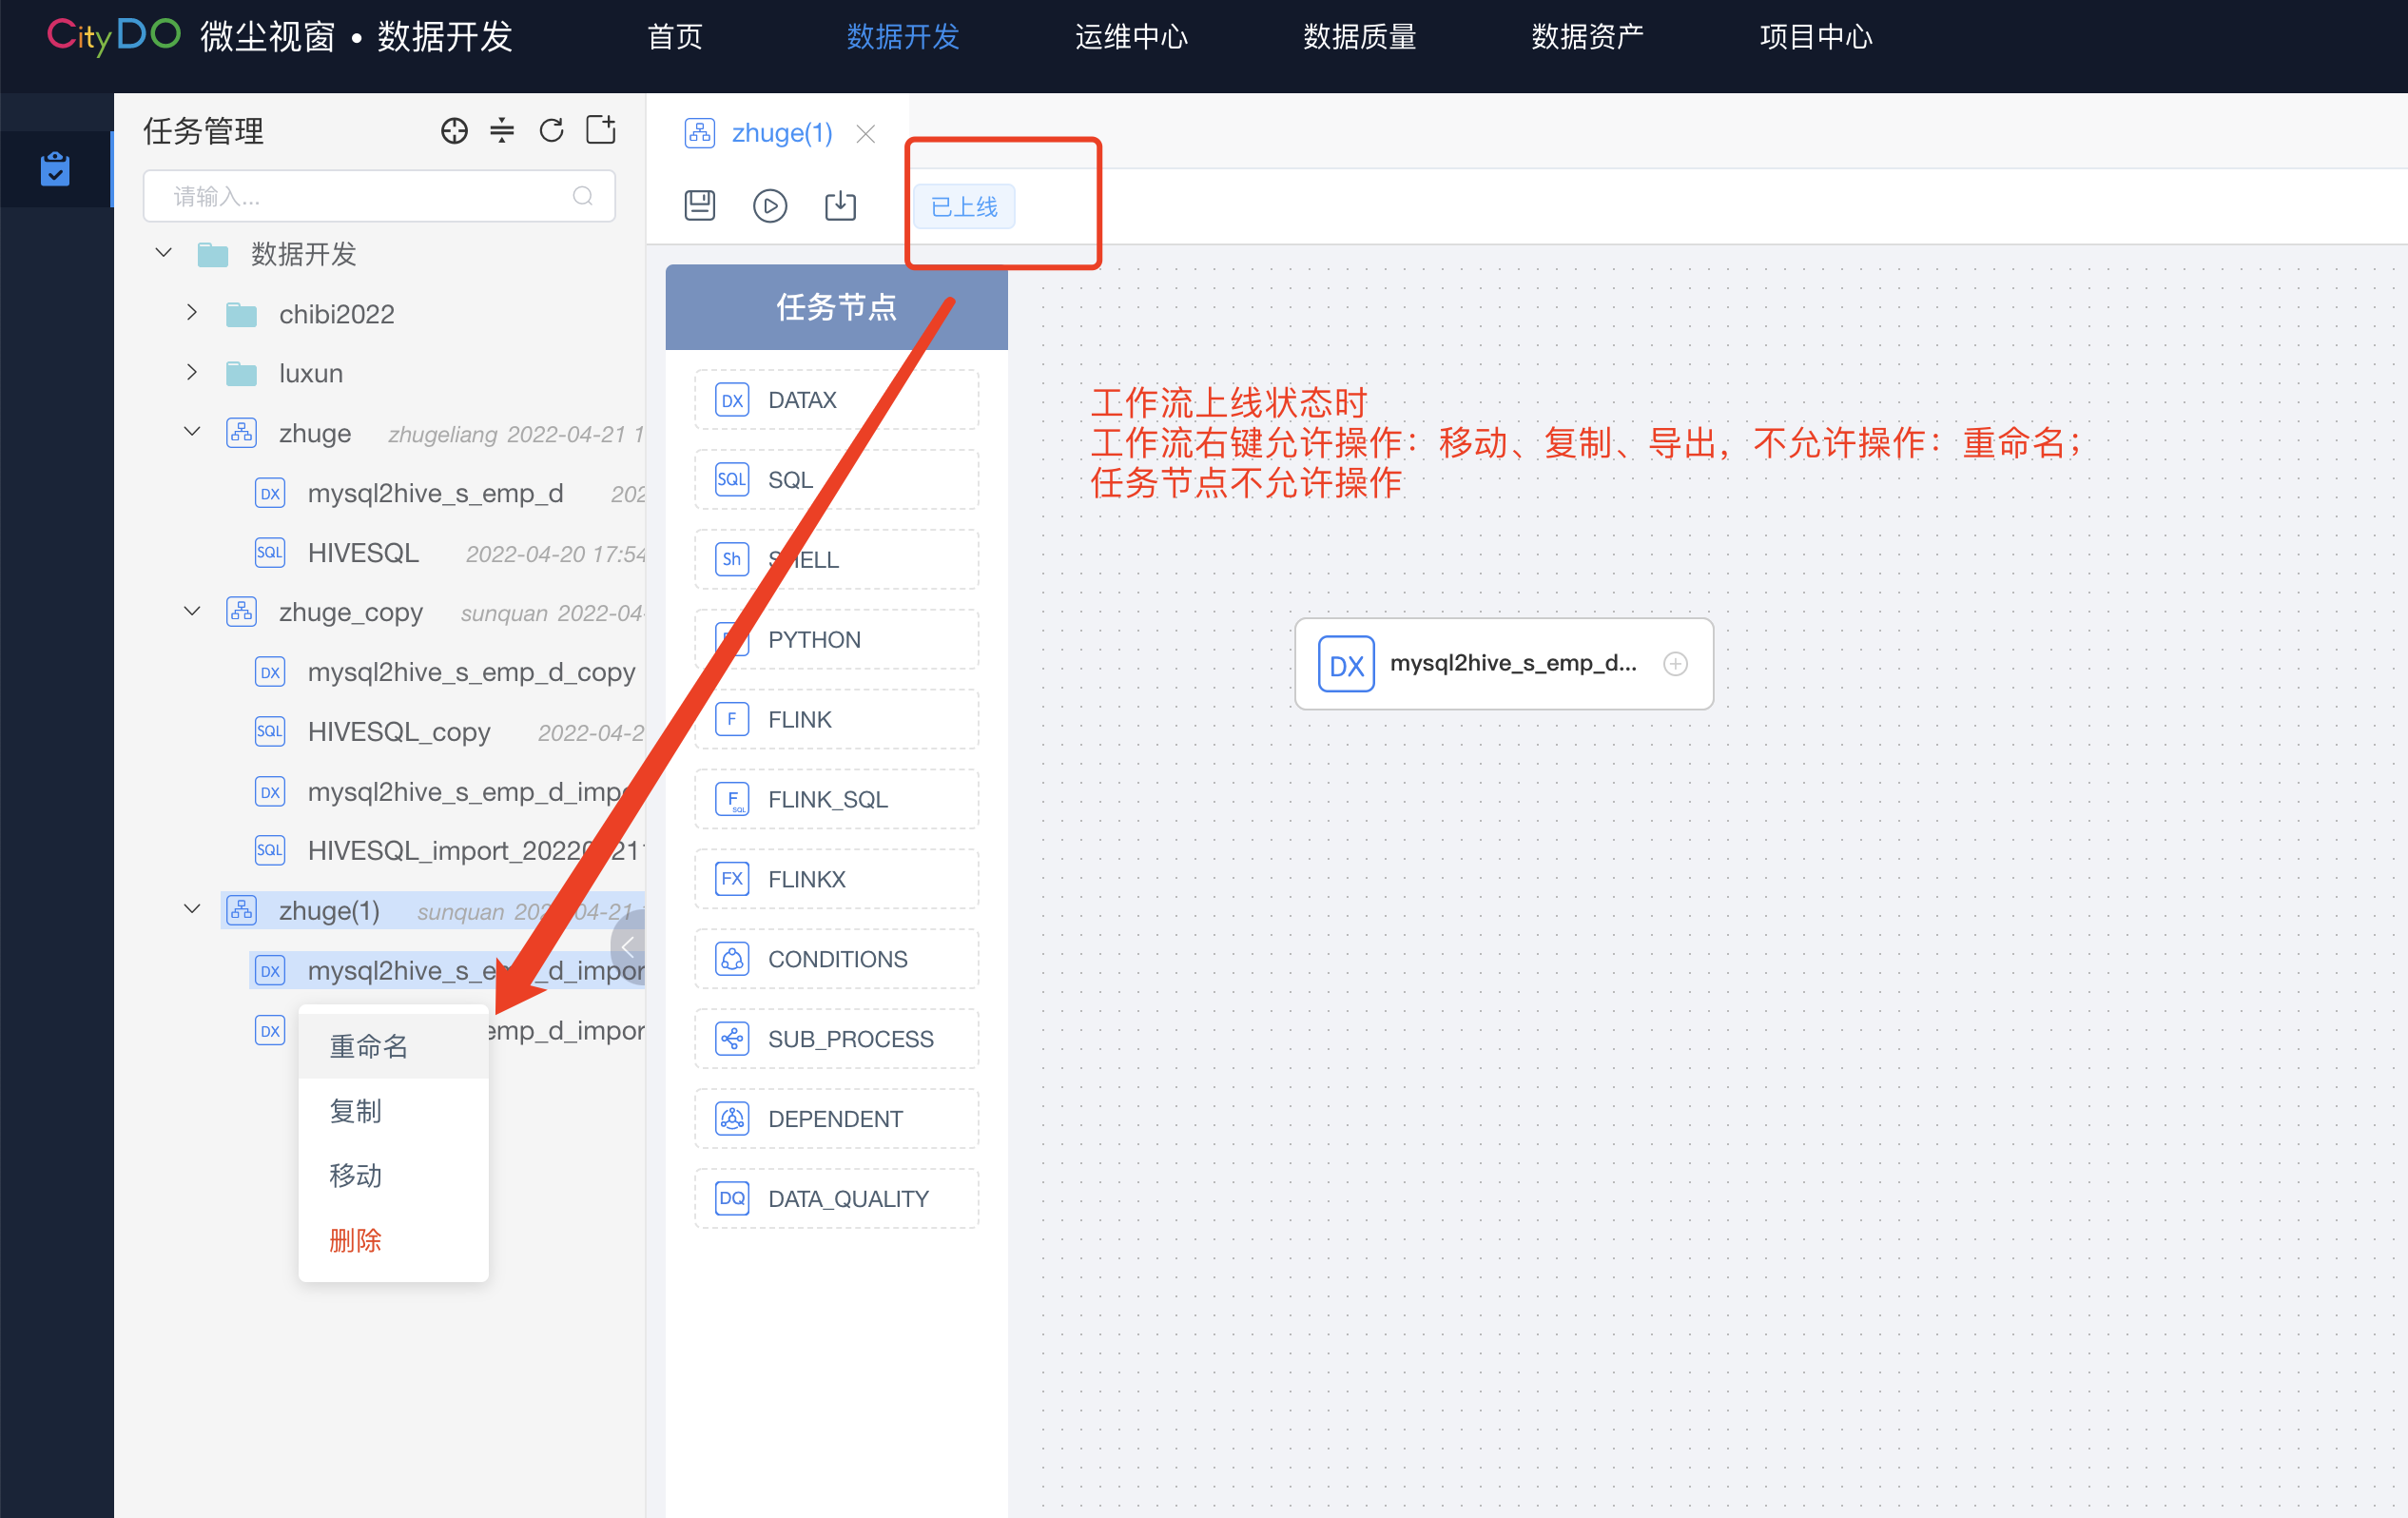 CityDO 微尘视窗 • 数据开发
首页
数据开发
运维中心
数据质量
数据资产
项目中心
任务管理
请输入...
数据开发
chibi2022
luxun
zhuge zhugeliang 2022-04-21 1
DX mysql2hive_s_emp_d 202
SQL HIVESQL 2022-04-20 17:54
zhuge_copy sunquan 2022-04-
DX mysql2hive_s_emp_d_copy
SQL HIVESQL_copy 2022-04-2
DX mysql2hive_s_emp_d_imp
SQL HIVESQL_import_2022 211
zhuge(1) sunquan 20 04-21
DX mysql2hive_s_emp_d_impor
DX emp_d_impor
重命名
复制
移动
删除
zhuge(1)
已上线
任务节点
DX DATAX
SQL SQL
Sh SHELL
PYTHON
F FLINK
F SQL FLINK_SQL
FX FLINKX
CONDITIONS
SUB_PROCESS
DEPENDENT
DQ DATA_QUALITY
工作流上线状态时
工作流右键允许操作：移动、复制、导出，不允许操作：重命名；
任务节点不允许操作
DX mysql2hive_s_emp_d...